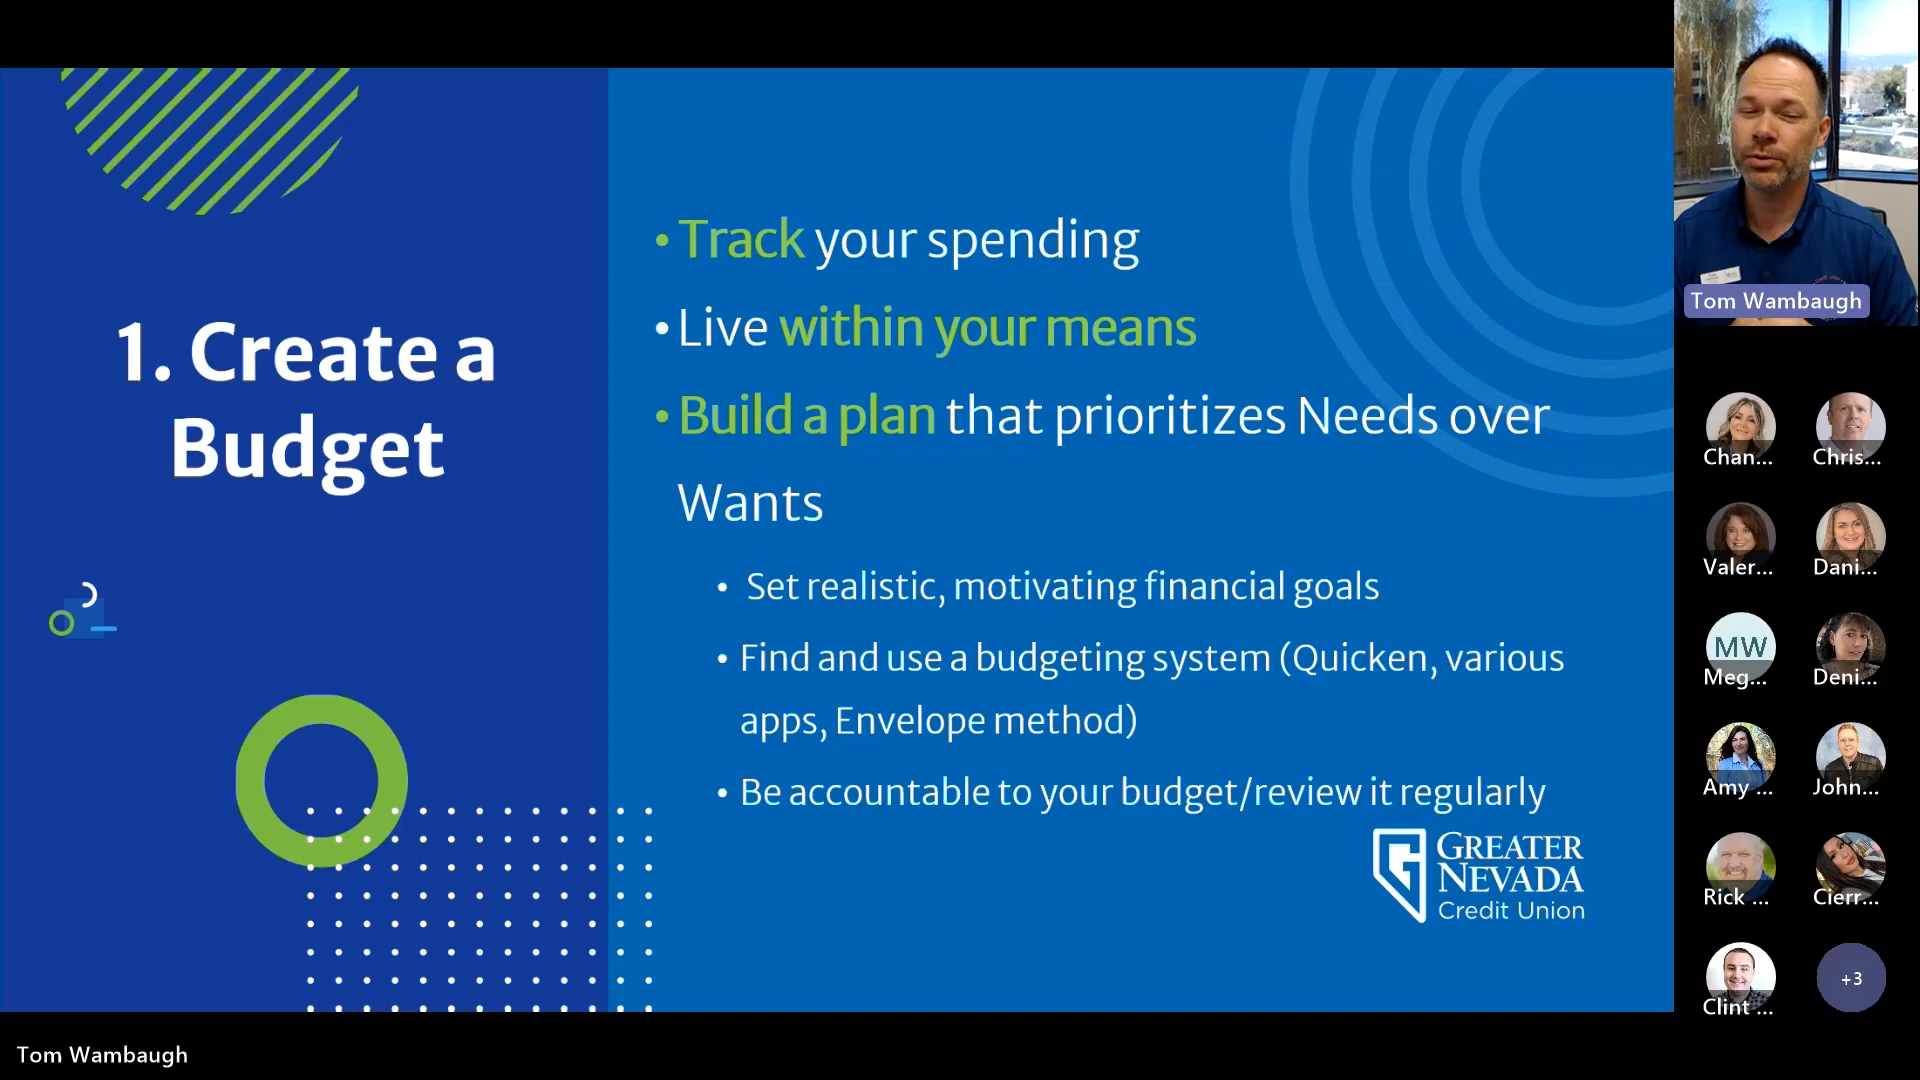 1. Create a
Budget
• Track your spending
• Live within your means
• Build a plan that prioritizes Needs over
Wants
• Set realistic, motivating financial goals
• Find and use a budgeting system (Quicken, various
apps, Envelope method)
• Be accountable to your budget/review it regularly
GREATER
NEVADA
Credit Union
Tom Wambaugh
Chan...
Chris...
Valer...
Dani...
MW
Meg...
Deni...
Amy ...
John...
Rick ...
Cierr...
Clint ...
+3
Tom Wambaugh